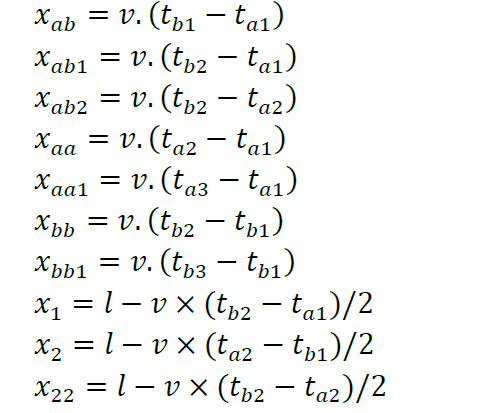 x_{ab} = v.(t_{b1} − t_{a1})
x_{ab1} = v.(t_{b2} − t_{a1})
x_{ab2} = v.(t_{b2} − t_{a2})
x_{aa} = v.(t_{a2} − t_{a1})
x_{aa1} = v.(t_{a3} − t_{a1})
x_{bb} = v.(t_{b2} − t_{b1})
x_{bb1} = v.(t_{b3} − t_{b1})
x_1 = l − v × (t_{b2} − t_{a1})/2
x_2 = l − v × (t_{a2} − t_{b1})/2
x_{22} = l − v × (t_{b2} − t_{a2})/2